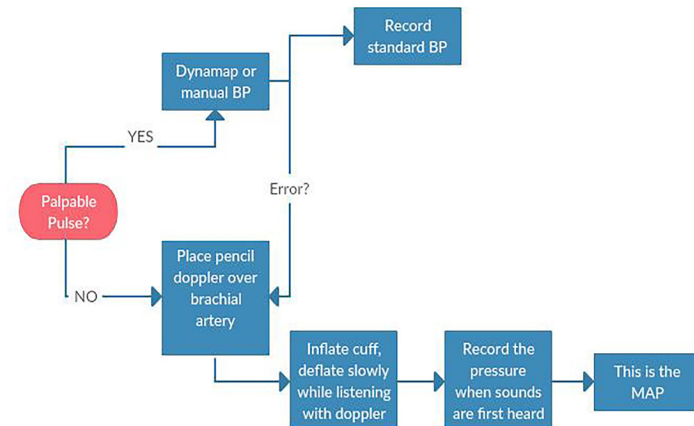 Record
standard BP
Dynamap or
manual BP
YES
Palpable
Pulse?
Error?
NO
Place pencil
doppler over
brachial
artery
Inflate cuff,
deflate slowly
while listening
with doppler
Record the
pressure
when sounds
are first heard
This is the
MAP